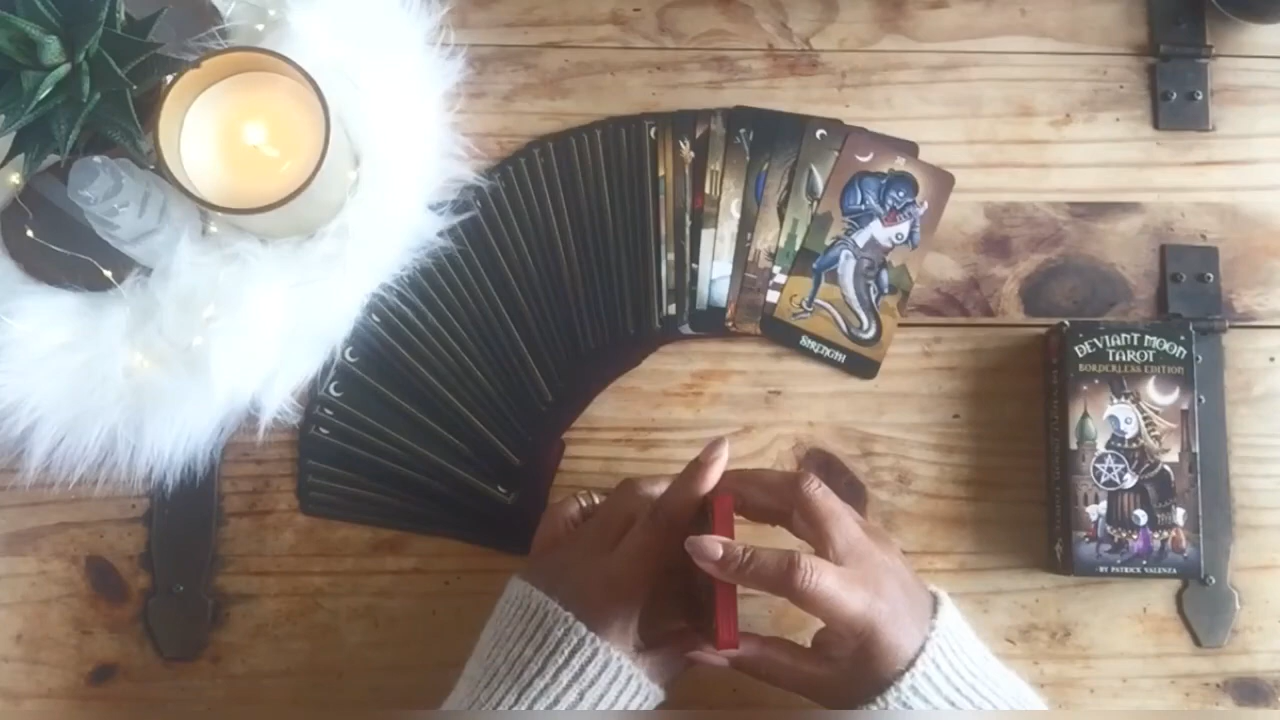 STRENGTH
DEVIANT MOON
TAROT
BORDERLESS EDITION
BY PATRICK VALENZA